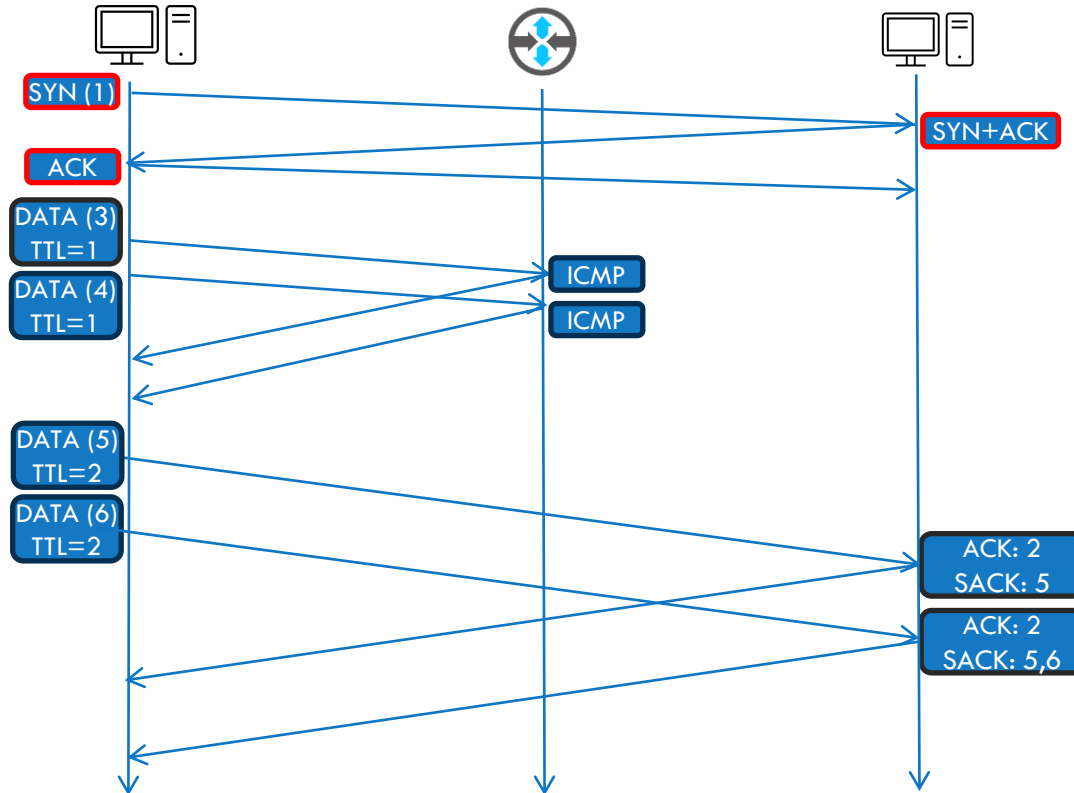 SYN (1)
SYN+ACK
ACK
DATA (3)
TTL=1
ICMP
DATA (4)
TTL=1
ICMP
DATA (5)
TTL=2
DATA (6)
TTL=2
ACK: 2
SACK: 5
ACK: 2
SACK: 5,6